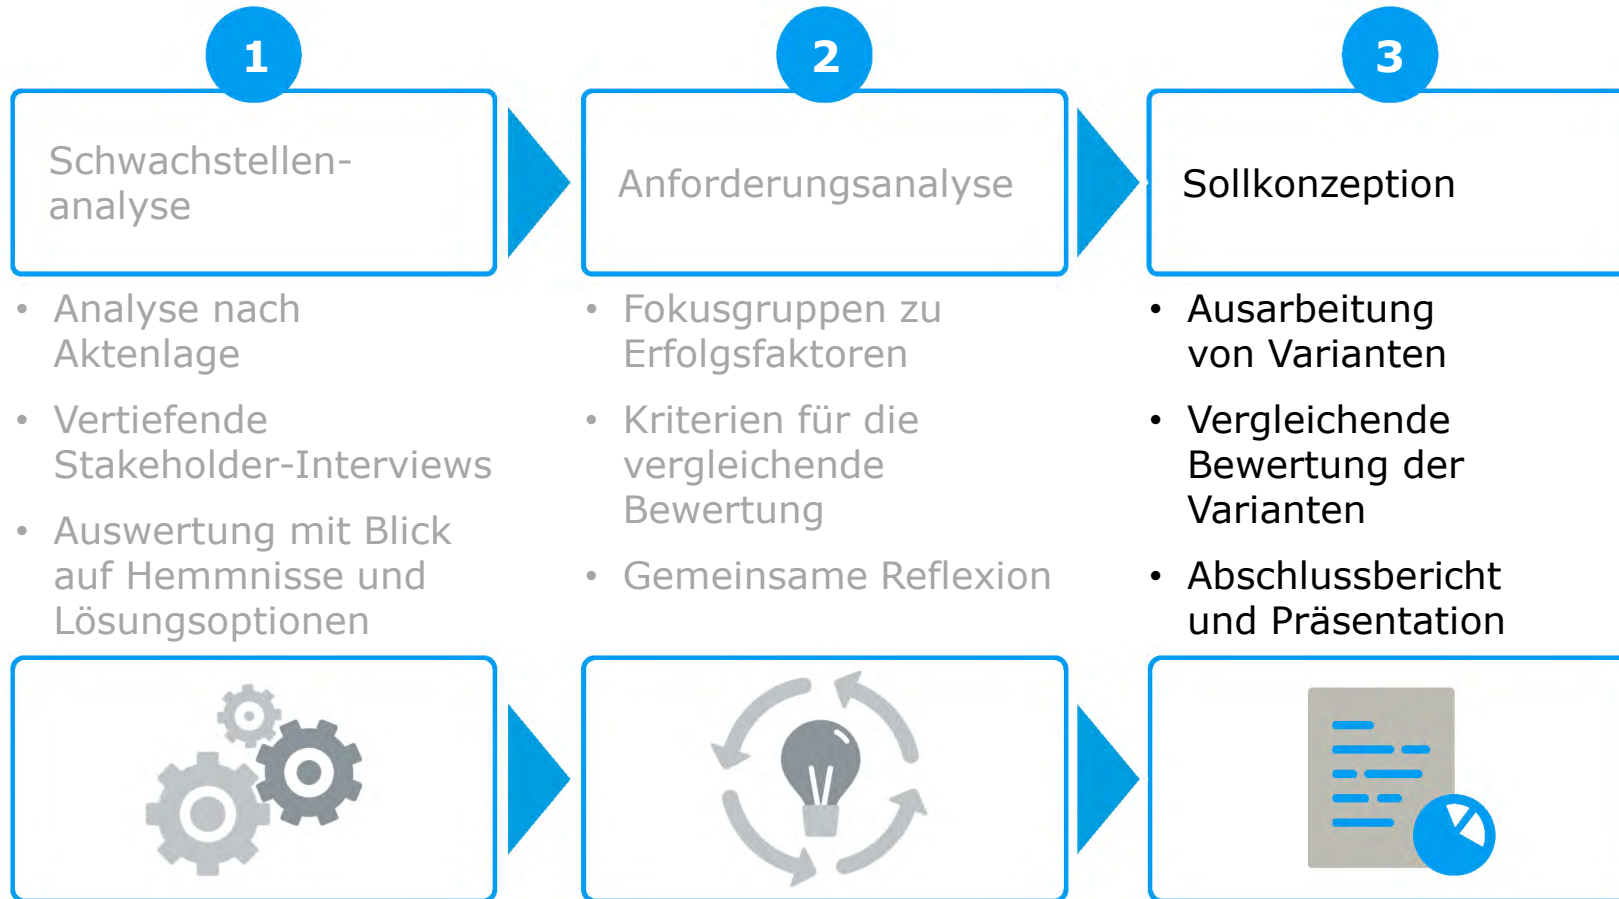 1
Schwachstellen-
analyse
• Analyse nach
Aktenlage
• Vertiefende
Stakeholder-Interviews
• Auswertung mit Blick
auf Hemmnisse und
Lösungsoptionen
2
Anforderungsanalyse
• Fokusgruppen zu
Erfolgsfaktoren
• Kriterien für die
vergleichende
Bewertung
• Gemeinsame Reflexion
3
Sollkonzeption
• Ausarbeitung
von Varianten
• Vergleichende
Bewertung der
Varianten
• Abschlussbericht
und Präsentation